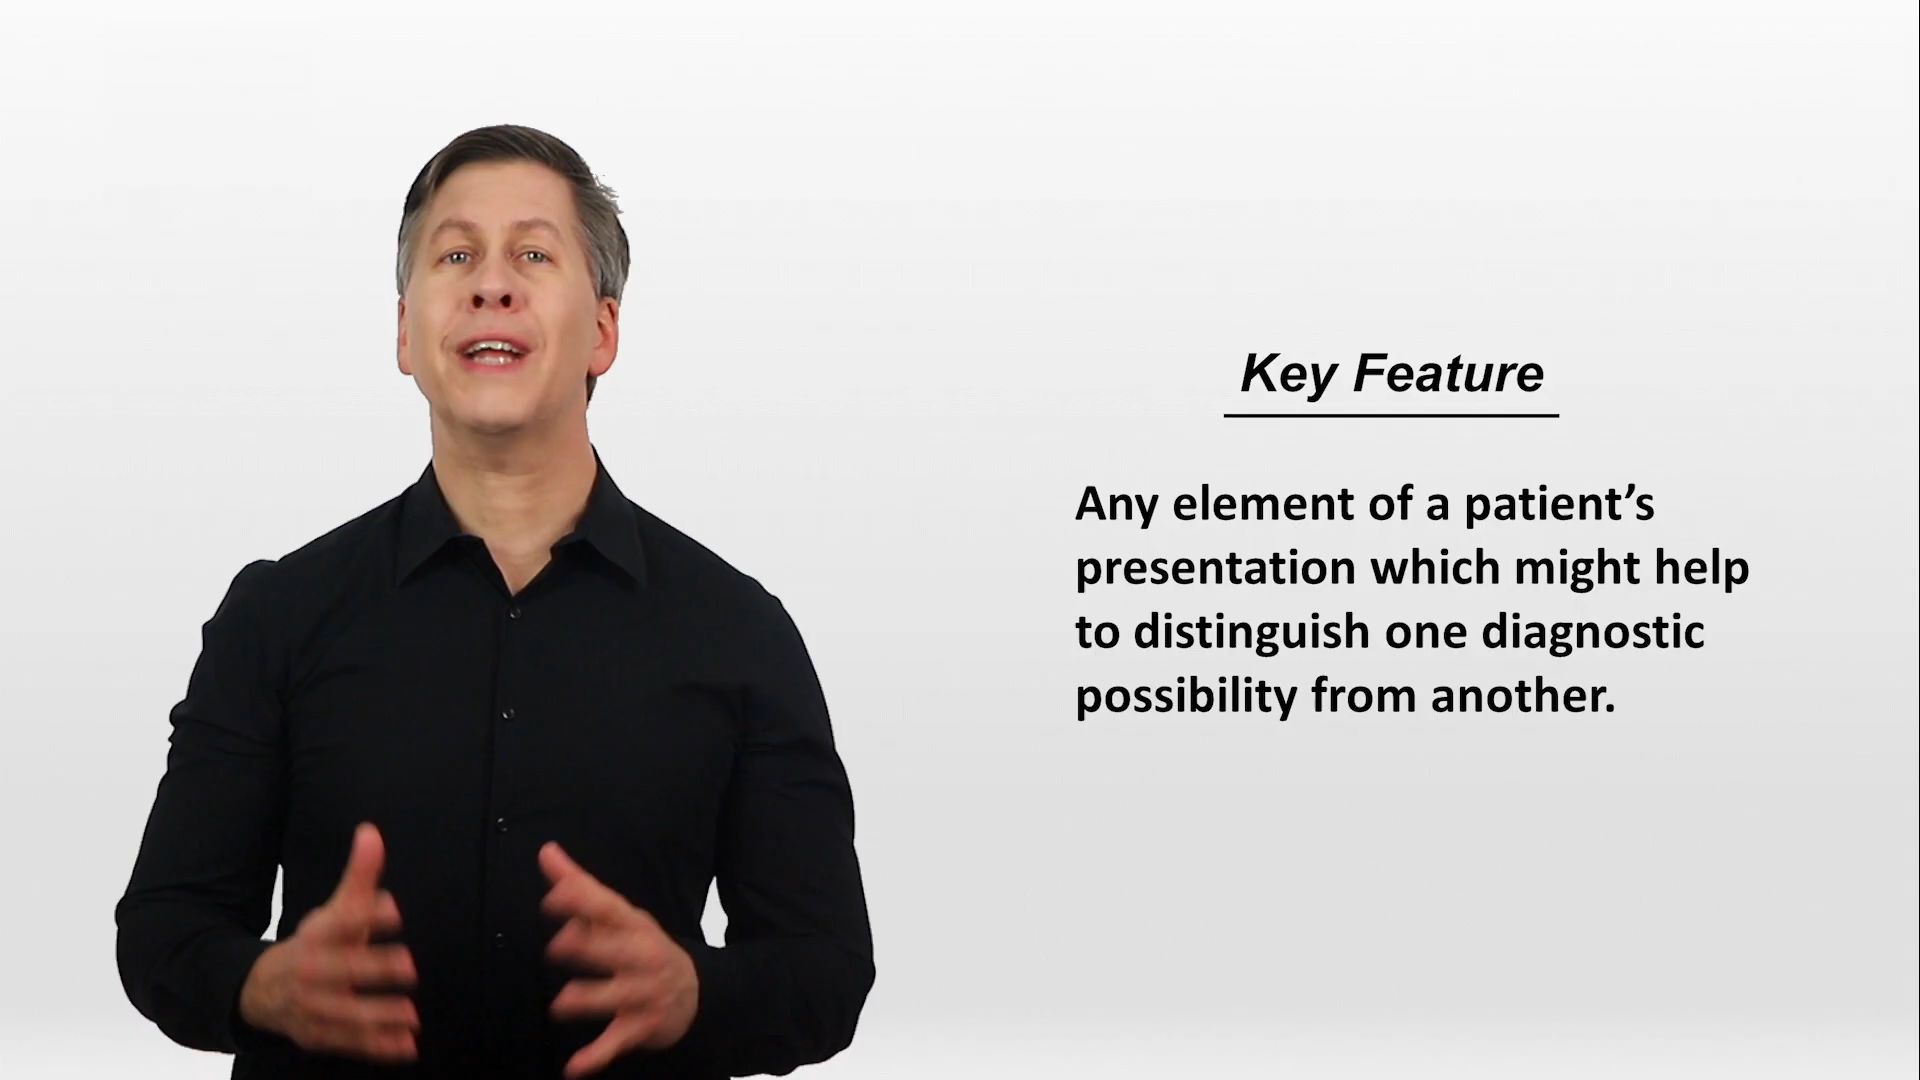 Key Feature
Any element of a patient’s
presentation which might help
to distinguish one diagnostic
possibility from another.